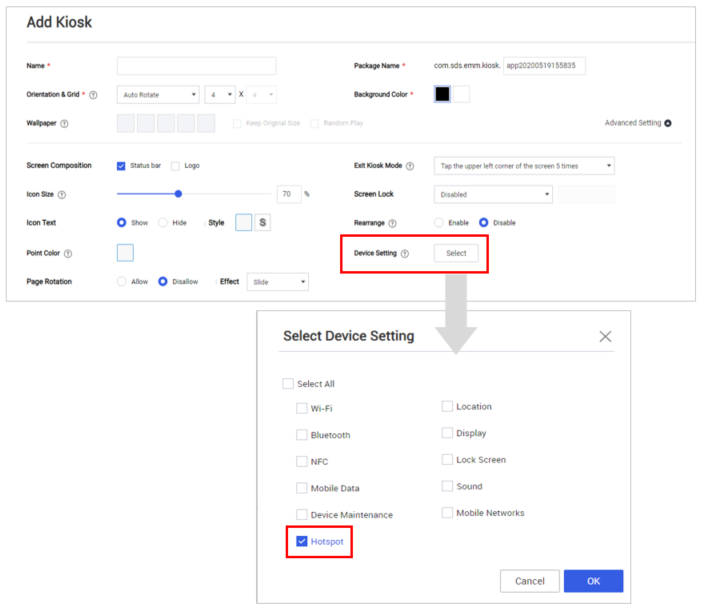 Add Kiosk
Name * Package Name * com.sds.emm.kiosk. app20200519155835
Orientation & Grid * ? Auto Rotate 4 X 4 Background Color *
Wallpaper ? Keep Original Size Random Play Advanced Setting
Screen Composition Status bar Logo Exit Kiosk Mode ? Tap the upper left corner of the screen 5 times
Icon Size ? 70 % Screen Lock Disabled
Icon Text Show Hide Style S Rearrange ? Enable Disable
Point Color ? Device Setting ? Select
Page Rotation Allow Disallow Effect Slide
Select Device Setting
Select All
Wi-Fi Location
Bluetooth Display
NFC Lock Screen
Mobile Data Sound
Device Maintenance Mobile Networks
Hotspot
Cancel OK